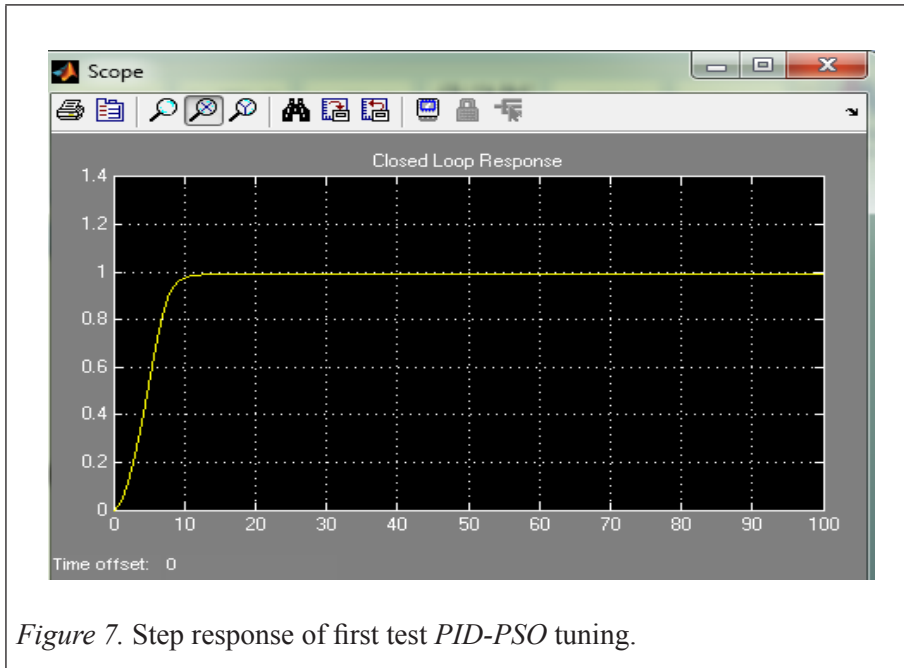 Scope
Closed Loop Response
1.4
1.2
1
0.8
0.6
0.4
0.2
0
0 10 20 30 40 50 60 70 80 90 100
Time offset: 0
Figure 7. Step response of first test PID-PSO tuning.